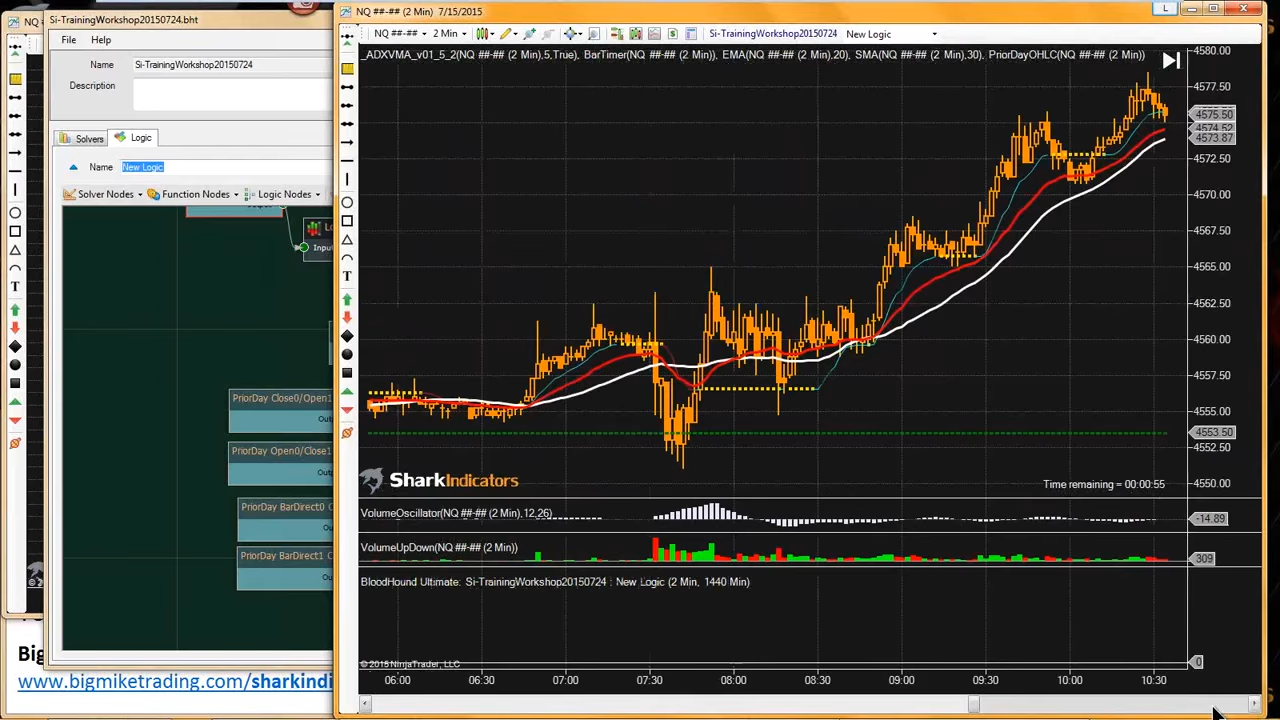 NQ
Si-TrainingWorkshop20150724.bht
File Help
Name Si-TrainingWorkshop20150724
Description
Solvers Logic
Name New Logic
Solver Nodes Function Nodes Logic Nodes
Input
PriorDay Close0/Open1
PriorDay Open0/Close1
PriorDay BarDirect0
PriorDay BarDirect1
www.bigmiketrading.com/sharkindi
NQ ##-## (2 Min) 7/15/2015
L
NQ ##-## 2 Min Si-TrainingWorkshop20150724 New Logic
_ADXVMA_v01_5_2(NQ ##-## (2 Min),5,True), BarTimer(NQ ##-## (2 Min)), EMA(NQ ##-## (2 Min),20), SMA(NQ ##-## (2 Min),30), PriorDayOHLC(NQ ##-## (2 Min))
4580.00
4577.50
4575.50
4574.52
4573.87
4572.50
4570.00
4567.50
4565.00
4562.50
4560.00
4557.50
4555.00
4553.50
4552.50
4550.00
SharkIndicators
Time remaining = 00:00:55
VolumeOscillator(NQ ##-## (2 Min),12,26)
-14.89
VolumeUpDown(NQ ##-## (2 Min))
309
BloodHound Ultimate: Si-TrainingWorkshop20150724 : New Logic (2 Min, 1440 Min)
© 2015 NinjaTrader, LLC
0
06:00 06:30 07:00 07:30 08:00 08:30 09:00 09:30 10:00 10:30